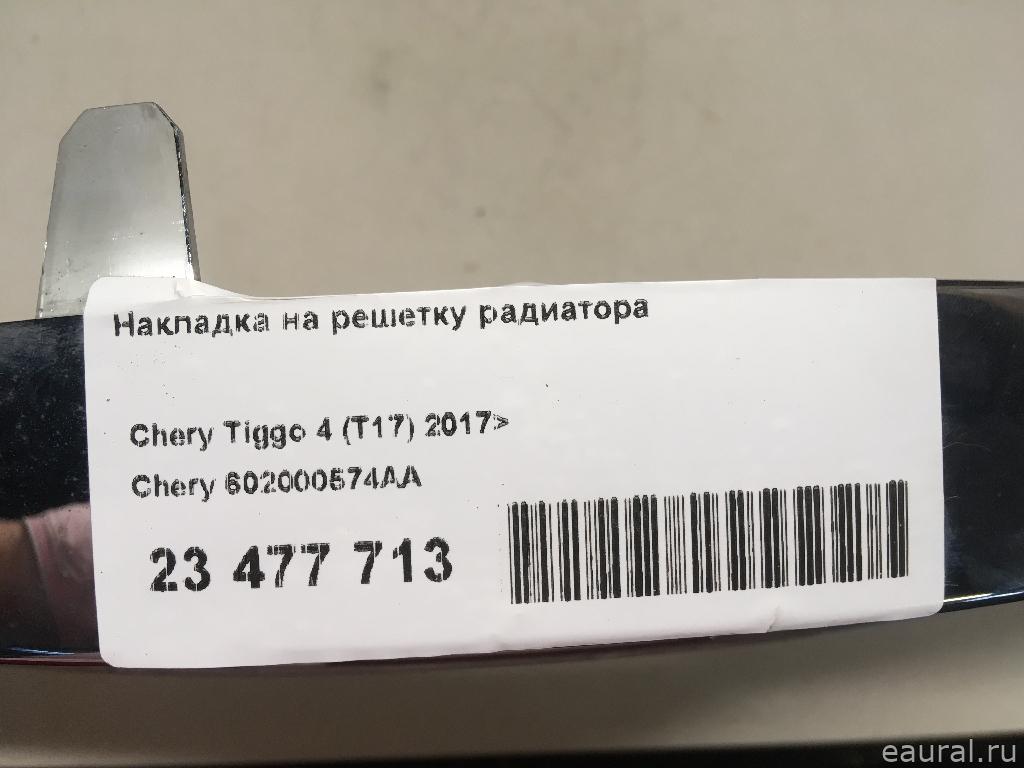 Накладка на решетку радиатора
Chery Tiggo 4 (T17) 2017>
Chery 602000574AA
23 477 713
eaural.ru